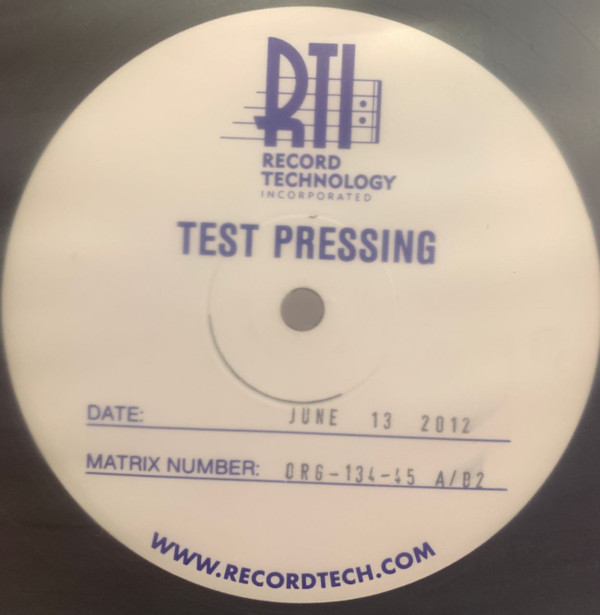 RTI
RECORD
TECHNOLOGY
INCORPORATED
TEST PRESSING
DATE: JUNE 13 2012
MATRIX NUMBER: ORG-134-45 A/B2
WWW.RECORDTECH.COM